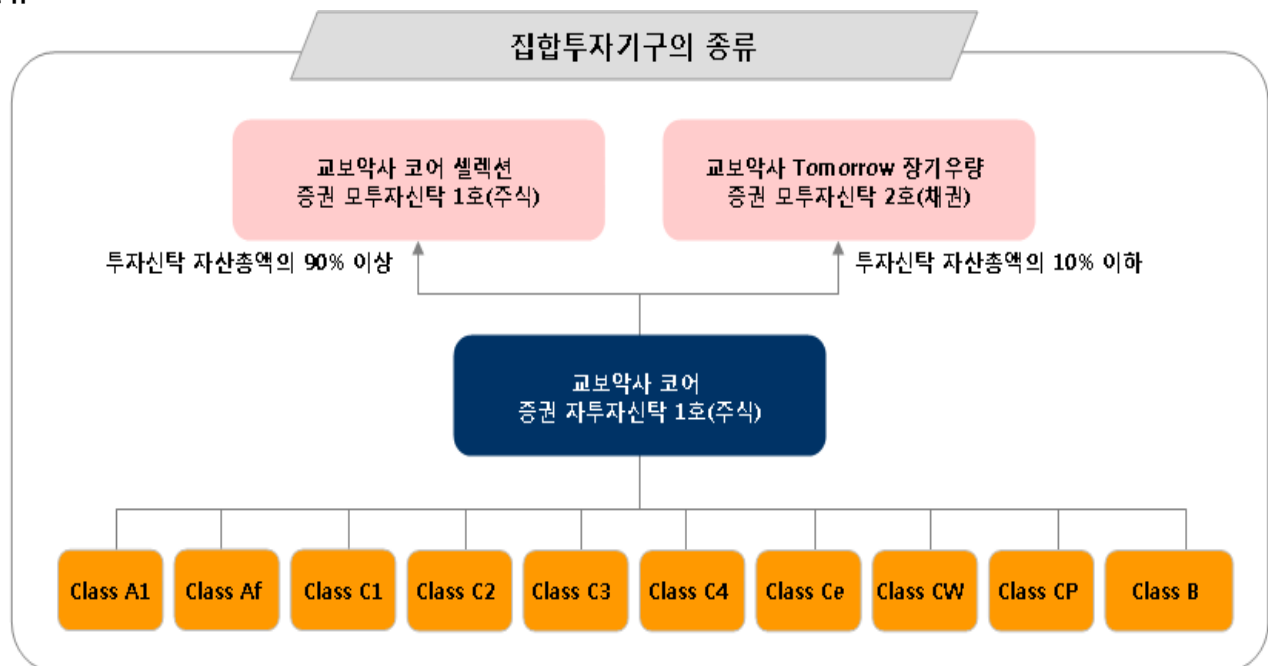 집합투자기구의 종류
교보악사 코어 셀렉션
증권 모투자신탁 1호(주식)
교보악사 Tomorrow 장기우량
증권 모투자신탁 2호(채권)
투자신탁 자산총액의 90% 이상
투자신탁 자산총액의 10% 이하
교보악사 코어
증권 자투자신탁 1호(주식)
Class A1
Class Af
Class C1
Class C2
Class C3
Class C4
Class Ce
Class CW
Class CP
Class B